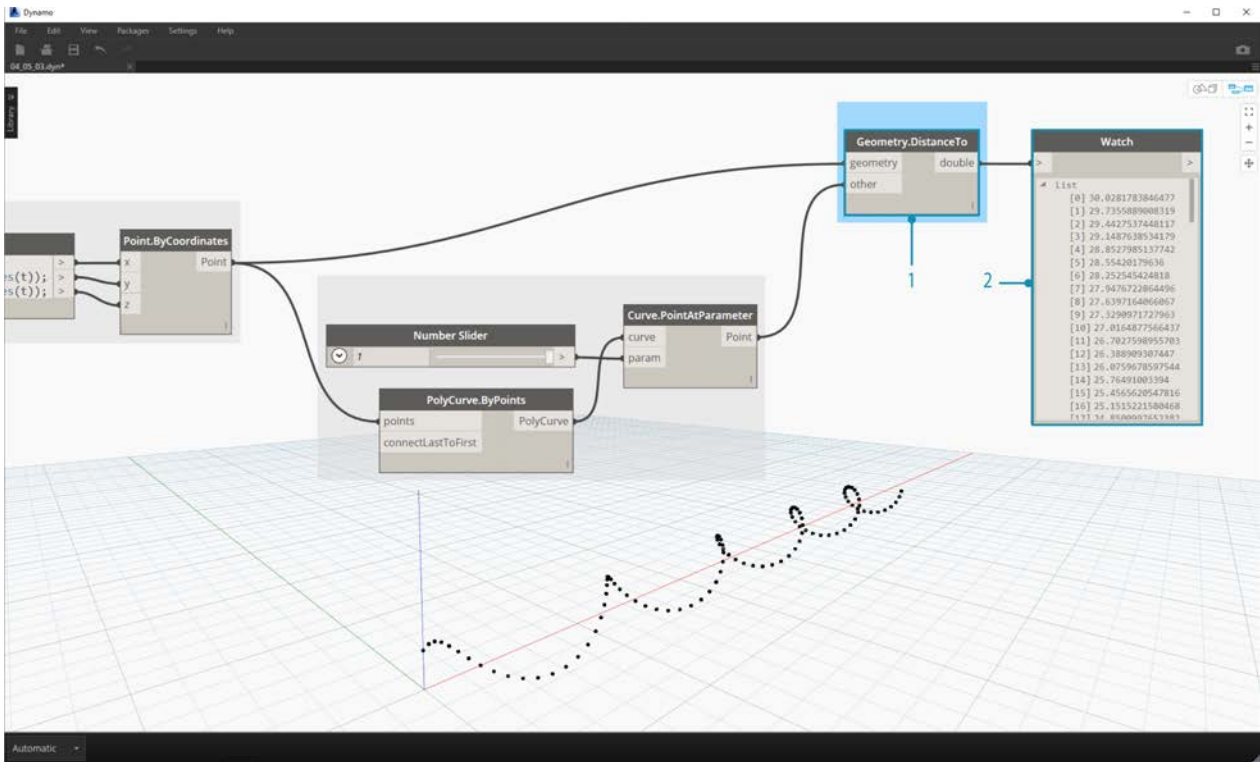 Dynamo
File Edit View Packages Settings Help
04_05_03.dyn*
Library
Geometry.DistanceTo
geometry double
other
1
Watch
> >
List
[0] 30.0281783846477
[1] 29.7355889008319
[2] 29.4427537448117
[3] 29.1487638534179
[4] 28.8527985137742
[5] 28.55420179636
[6] 28.252545424818
[7] 27.9476722064496
[8] 27.6397164066067
[9] 27.3290971727963
[10] 27.0164877566437
[11] 26.7027598955703
[12] 26.388909307447
[13] 26.0759678597544
[14] 25.76491003394
[15] 25.4565620547816
[16] 25.1515221580468
2
Point.ByCoordinates
> x Point
s(t)); > y
s(t)); > z
Number Slider
1 >
Curve.PointAtParameter
curve Point
param
PolyCurve.ByPoints
points PolyCurve
connectLastToFirst
Automatic